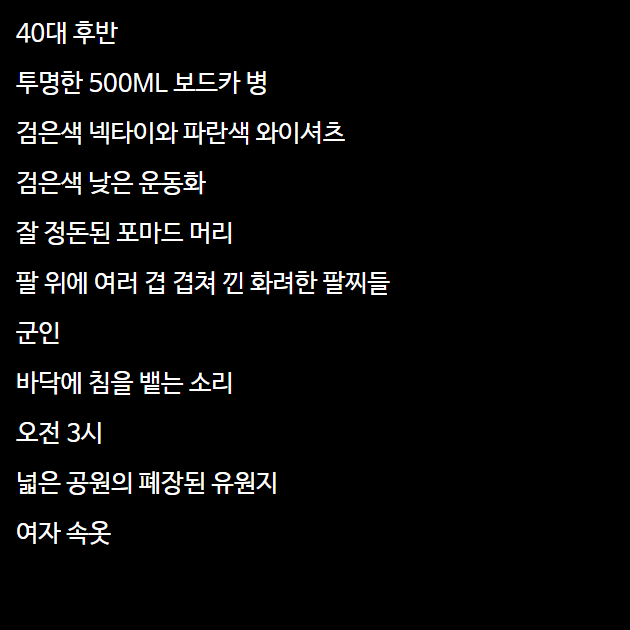 40대 후반
투명한 500ML 보드카 병
검은색 넥타이와 파란색 와이셔츠
검은색 낮은 운동화
잘 정돈된 포마드 머리
팔 위에 여러 겹 겹쳐 낀 화려한 팔찌들
군인
바닥에 침을 뱉는 소리
오전 3시
넓은 공원의 폐장된 유원지
여자 속옷